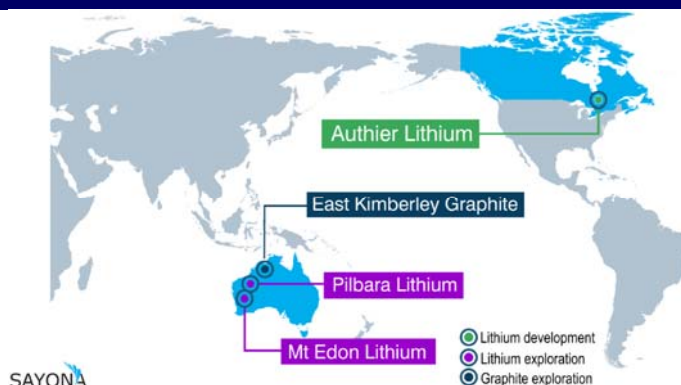 Authier Lithium
East Kimberley Graphite
Pilbara Lithium
Mt Edon Lithium
Lithium development
Lithium exploration
Graphite exploration
SAYONA